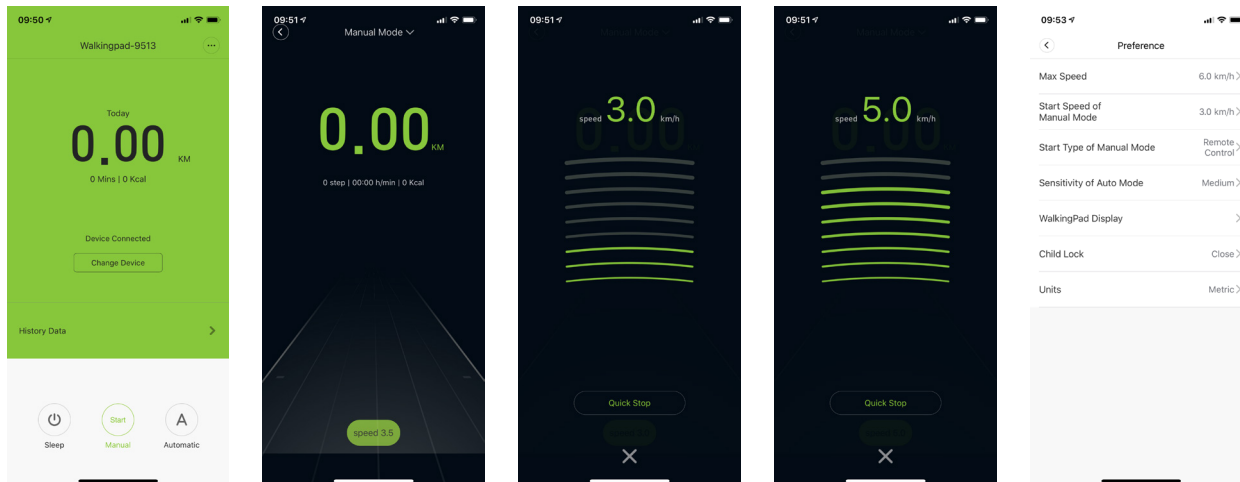 09:50
Walkingpad-9513
Today
0.00 KM
0 Mins | 0 Kcal
Device Connected
Change Device
History Data
Start
A
Sleep
Manual
Automatic
09:51
Manual Mode
0.00 KM
0 step | 00:00 h/min | 0 Kcal
speed 3.5
09:51
Manual Mode
speed 3.0 km/h
Quick Stop
09:51
Manual Mode
speed 5.0 km/h
Quick Stop
09:53
Preference
Max Speed 6.0 km/h
Start Speed of
Manual Mode 3.0 km/h
Start Type of Manual Mode Remote
Control
Sensitivity of Auto Mode Medium
WalkingPad Display
Child Lock Close
Units Metric